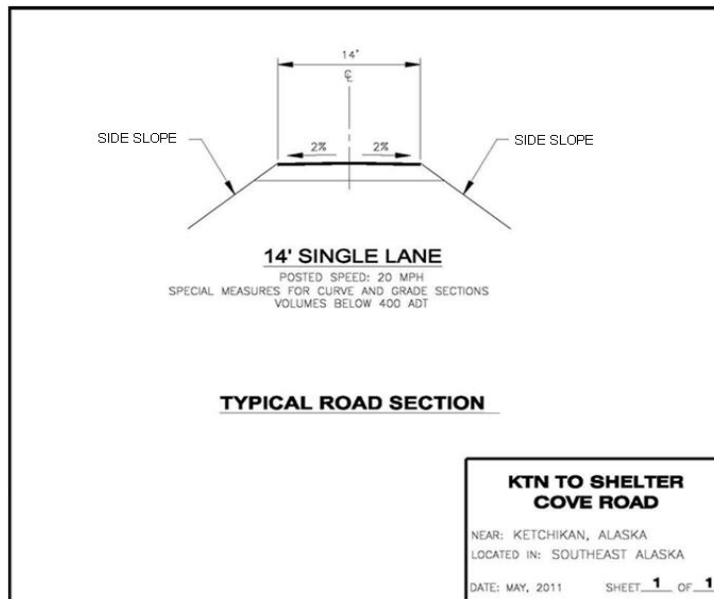 14'
℄
SIDE SLOPE
2%
2%
SIDE SLOPE
14' SINGLE LANE
POSTED SPEED: 20 MPH
SPECIAL MEASURES FOR CURVE AND GRADE SECTIONS
VOLUMES BELOW 400 ADT
TYPICAL ROAD SECTION
KTN TO SHELTER
COVE ROAD
NEAR: KETCHIKAN, ALASKA
LOCATED IN: SOUTHEAST ALASKA
DATE: MAY, 2011 SHEET 1 OF 1